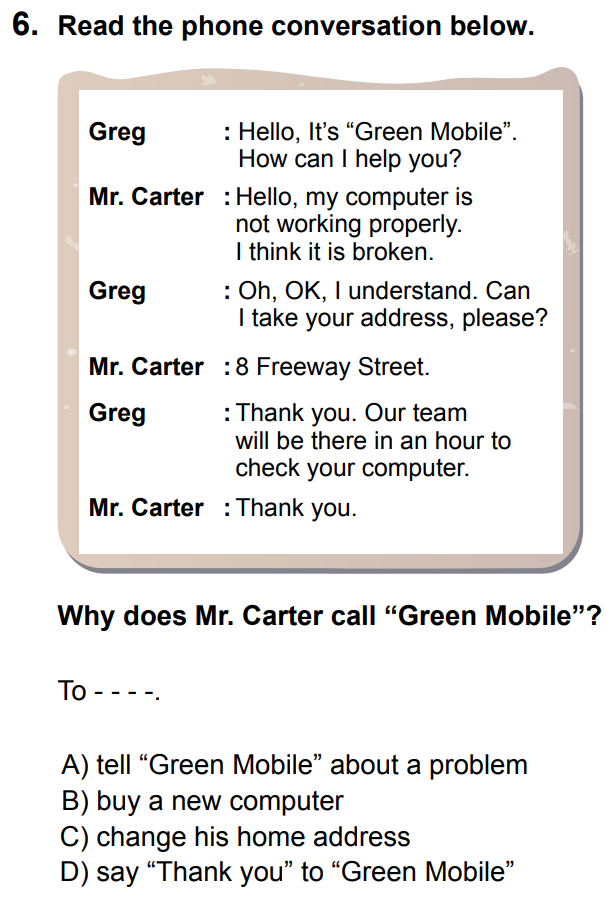 6. Read the phone conversation below.
Greg : Hello, It’s “Green Mobile”.
How can I help you?
Mr. Carter : Hello, my computer is
not working properly.
I think it is broken.
Greg : Oh, OK, I understand. Can
I take your address, please?
Mr. Carter : 8 Freeway Street.
Greg : Thank you. Our team
will be there in an hour to
check your computer.
Mr. Carter : Thank you.
Why does Mr. Carter call “Green Mobile”?
To - - - -.
A) tell “Green Mobile” about a problem
B) buy a new computer
C) change his home address
D) say “Thank you” to “Green Mobile”